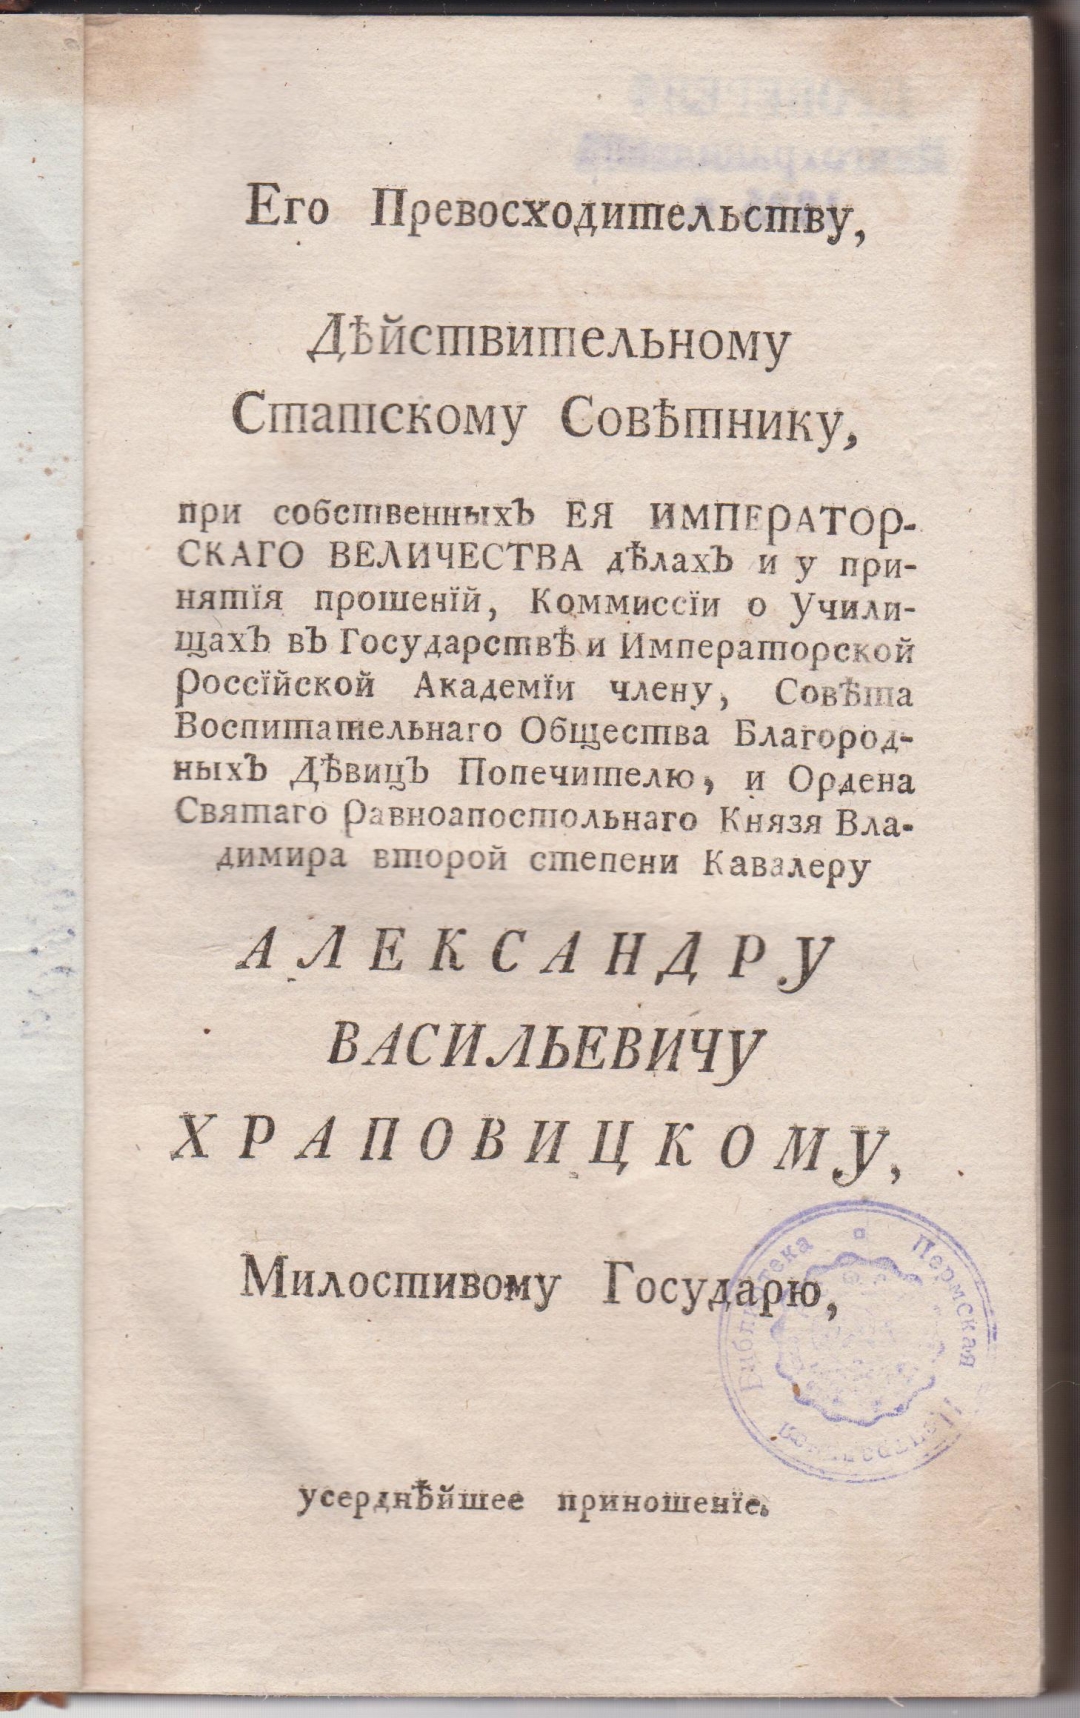 Его Превосходительству,
Дѣйствительному
Статскому Совѣтнику,
при собственныхЪ ЕЯ ИМПЕРАТОР-
СКАГО ВЕЛИЧЕСТВА дѣлахЪ и у при-
нятїя прошенїй, Коммиссїи о Учили-
щахЪ вЪ Государствѣ и Императорской
Россїйской Академїи члену, Совѣта
Воспитательнаго Общества Благород-
ныхЪ ДѣвицЪ Попечителю, и Ордена
Святаго Равноапостольнаго Князя Вла-
димира второй степени Кавалеру
АЛЕКСАНДРУ
ВАСИЛЬЕВИЧУ
ХРАПОВИЦКОМУ,
Милостивому Государю,
Библиотека Пермская
усерднѣйшее приношенїе.